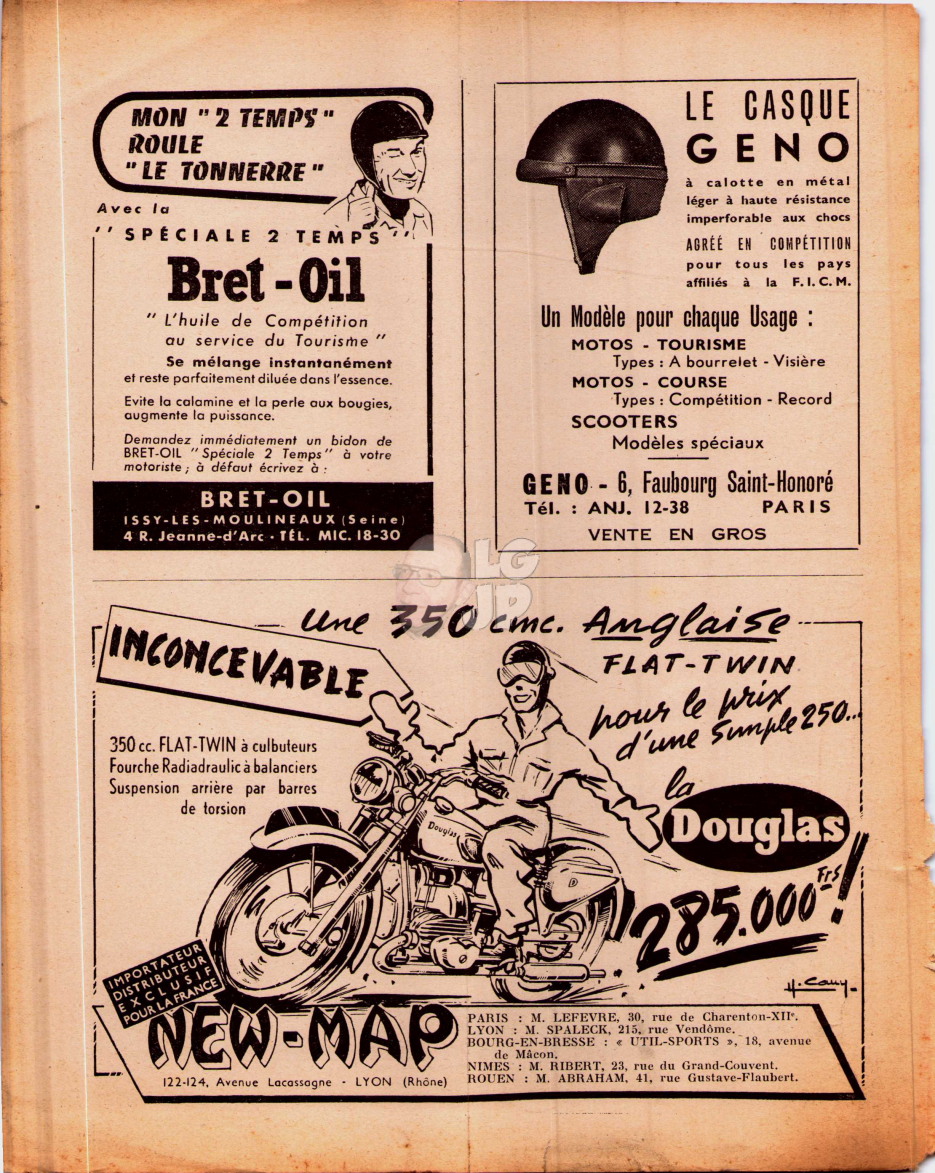 MON "2 TEMPS"
ROULE
"LE TONNERRE"
Avec la
"SPÉCIALE 2 TEMPS"
Bret-Oil
"L'huile de Compétition
au service du Tourisme"
Se mélange instantanément
et reste parfaitement diluée dans l'essence.
Evite la calamine et la perle aux bougies,
augmente la puissance.
Demandez immédiatement un bidon de
BRET-OIL "Spéciale 2 Temps" à votre
motoriste ; à défaut écrivez à :
BRET-OIL
ISSY-LES-MOULINEAUX (Seine)
4 R. Jeanne-d'Arc - TÉL. MIC. 18-30
LE CASQUE
GENO
à calotte en métal
léger à haute résistance
imperforable aux chocs
AGRÉÉ EN COMPÉTITION
pour tous les pays
affiliés à la F.I.C.M.
Un Modèle pour chaque Usage :
MOTOS - TOURISME
Types : A bourrelet - Visière
MOTOS - COURSE
Types : Compétition - Record
SCOOTERS
Modèles spéciaux
GENO - 6, Faubourg Saint-Honoré
Tél. : ANJ. 12-38 PARIS
VENTE EN GROS
LG
JD
Une 350 cmc. Anglaise
INCONCEVABLE
FLAT-TWIN
pour le prix
d'une Simple 250...
350 cc. FLAT-TWIN à culbuteurs
Fourche Radiadraulic à balanciers
Suspension arrière par barres
de torsion
la
Douglas
Douglas
D
285.000 Frs !
H. Cauy
IMPORTATEUR
DISTRIBUTEUR
EXCLUSIF
POUR LA FRANCE
NEW-MAP
122-124, Avenue Lacassagne - LYON (Rhône)
PARIS : M. LEFEVRE, 30, rue de Charenton-XIIe.
LYON : M. SPALECK, 215, rue Vendôme.
BOURG-EN-BRESSE : « UTIL-SPORTS », 18, avenue
de Mâcon.
NIMES : M. RIBERT, 23, rue du Grand-Couvent.
ROUEN : M. ABRAHAM, 41, rue Gustave-Flaubert.